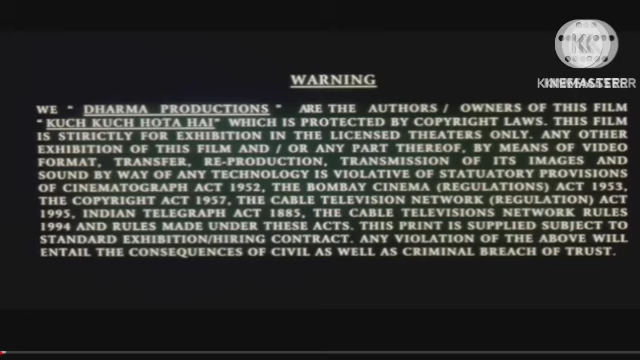 KINEMASTER
WARNING
WE " DHARMA PRODUCTIONS " ARE THE AUTHORS / OWNERS OF THIS FILM
" KUCH KUCH HOTA HAI" WHICH IS PROTECTED BY COPYRIGHT LAWS. THIS FILM
IS STIRICTLY FOR EXHIBITION IN THE LICENSED THEATERS ONLY. ANY OTHER
EXHIBITION OF THIS FILM AND / OR ANY PART THEREOF, BY MEANS OF VIDEO
FORMAT, TRANSFER, RE-PRODUCTION, TRANSMISSION OF ITS IMAGES AND
SOUND BY WAY OF ANY TECHNOLOGY IS VIOLATIVE OF STATUATORY PROVISIONS
OF CINEMATOGRAPH ACT 1952, THE BOMBAY CINEMA (REGULATIONS) ACT 1953,
THE COPYRIGHT ACT 1957, THE CABLE TELEVISION NETWORK (REGULATION) ACT
1995, INDIAN TELEGRAPH ACT 1885, THE CABLE TELEVISIONS NETWORK RULES
1994 AND RULES MADE UNDER THESE ACTS. THIS PRINT IS SUPPLIED SUBJECT TO
STANDARD EXHIBITION/HIRING CONTRACT. ANY VIOLATION OF THE ABOVE WILL
ENTAIL THE CONSEQUENCES OF CIVIL AS WELL AS CRIMINAL BREACH OF TRUST.